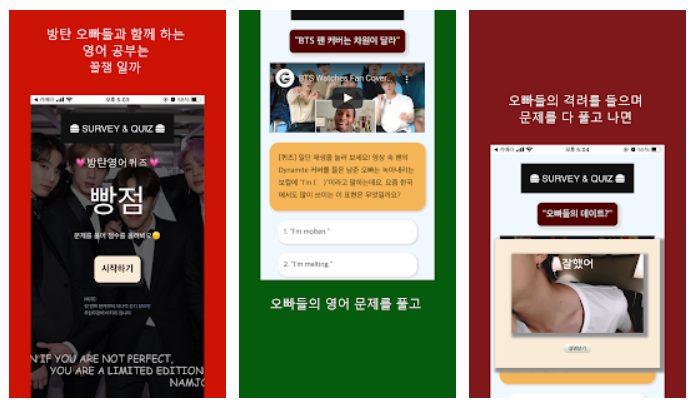 방탄 오빠들과 함께 하는
영어 공부는
꿀잼 일까
오후 5:03
SURVEY & QUIZ
방탄영어퀴즈
빵점
문제를 풀어 점수를 올려봐요
시작하기
N'IF YOU ARE NOT PERFECT,
YOU ARE A LIMITED EDITION
NAMJO
"BTS 팬 커버는 차원이 달라"
BTS Watches Fan Cover...
[퀴즈] 일단 재생을 눌러 보세요! 영상 속 팬의
Dynamite 커버를 들은 남준 오빠는 녹아내리는
보컬에 "I'm ( )"이라고 말하는데요. 요즘 한국
에서도 많이 쓰이는 이 표현은 무엇일까요?
1. "I'm molten."
2. "I'm melting."
오빠들의 영어 문제를 풀고
오빠들의 격려를 들으며
문제를 다 풀고 나면
오후 5:04
SURVEY & QUIZ
"오빠들의 데이트?"
잘했어